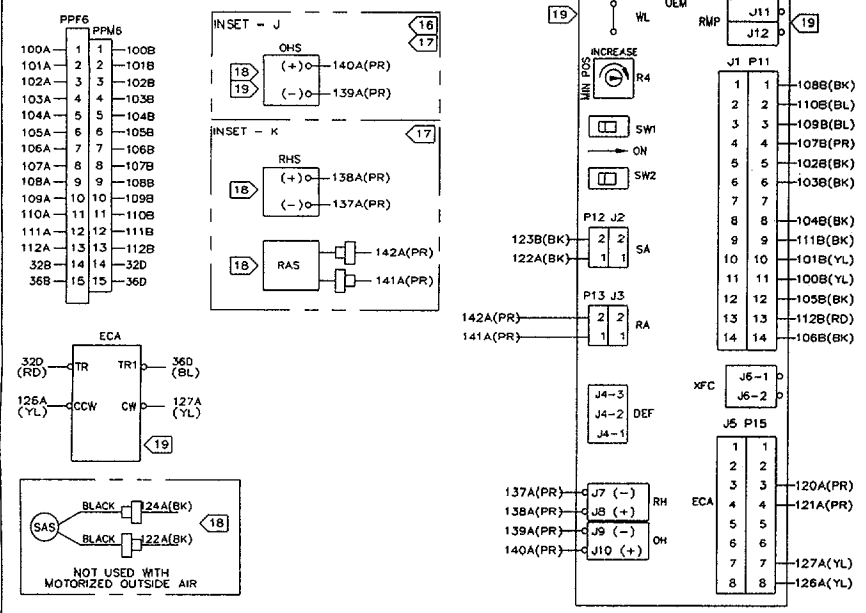 PPF6
PPM6
100A 1 1 100B
101A 2 2 101B
102A 3 3 102B
103A 4 4 103B
104A 5 5 104B
105A 6 6 105B
106A 7 7 106B
107A 8 8 107B
108A 9 9 108B
109A 10 10 109B
110A 11 11 110B
111A 12 12 111B
112A 13 13 112B
32B 14 14 32D
36B 15 15 36D
ECA
32D (RD) TR TR1 36D (BL)
126A (YL) CCW CW 127A (YL)
19
SAS
BLACK 124A(BK)
BLACK 122A(BK)
18
NOT USED WITH
MOTORIZED OUTSIDE AIR
INSET - J
16
17
OHS
18
19
(+) 140A(PR)
(-) 139A(PR)
INSET - K
17
RHS
18
(+) 138A(PR)
(-) 137A(PR)
18
RAS
142A(PR)
141A(PR)
19
WL
OEM
RMP
J11
J12
19
INCREASE
MIN POS
R4
SW1
ON
SW2
P12 J2
123B(BK) 2 2
122A(BK) 1 1
SA
P13 J3
142A(PR) 2 2
141A(PR) 1 1
RA
J4-3
J4-2
J4-1
DEF
137A(PR) J7 (-)
138A(PR) J8 (+)
RH
139A(PR) J9 (-)
140A(PR) J10 (+)
OH
J1 P11
1 1 108B(BK)
2 2 110B(BL)
3 3 109B(BL)
4 4 107B(PR)
5 5 102B(BK)
6 6 103B(BK)
7 7
8 8 104B(BK)
9 9 111B(BK)
10 10 101B(YL)
11 11 100B(YL)
12 12 105B(BK)
13 13 112B(RD)
14 14 106B(BK)
XFC
J6-1
J6-2
J5 P15
ECA
1 1
2 2
3 3 120A(PR)
4 4 121A(PR)
5 5
6 6
7 7 127A(YL)
8 8 126A(YL)